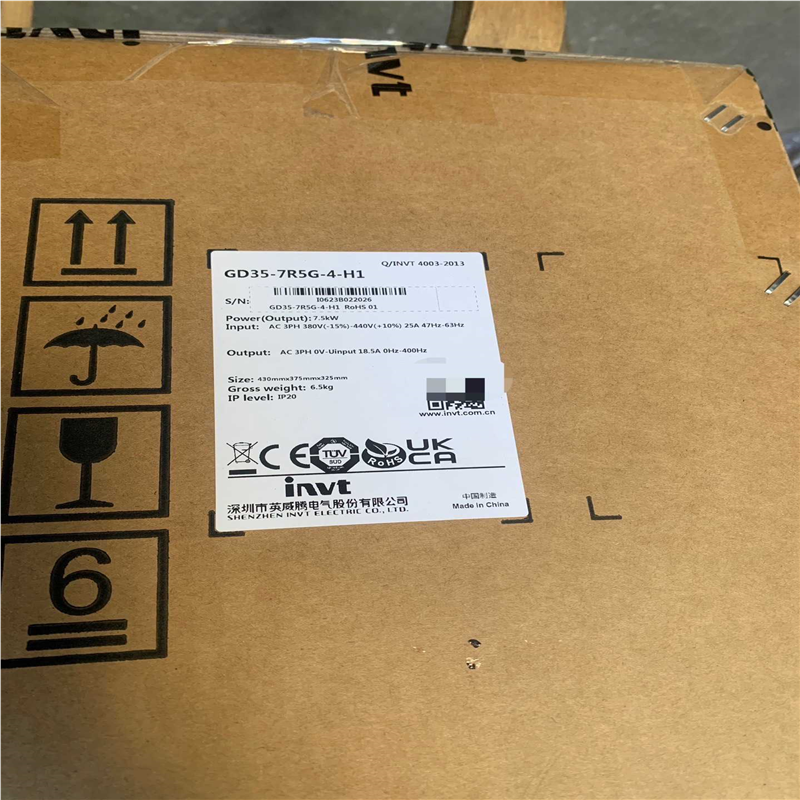 invt
invt
Q/INVT 4003-2013
GD35-7R5G-4-H1
S/N:
I0623B022026
GD35-7R5G-4-H1 RoHS 01
Power(Output): 7.5kW
Input: AC 3PH 380V(-15%)-440V(+10%) 25A 47Hz-63Hz
Output: AC 3PH 0V-Uinput 18.5A 0Hz-400Hz
Size: 430mmx375mmx325mm
Gross weight: 6.5kg
IP level: IP20
www.invt.com.cn
CE TÜV SÜD RoHS UK CA
invt
深圳市英威腾电气股份有限公司 中国制造
SHENZHEN INVT ELECTRIC CO., LTD. Made in China
6